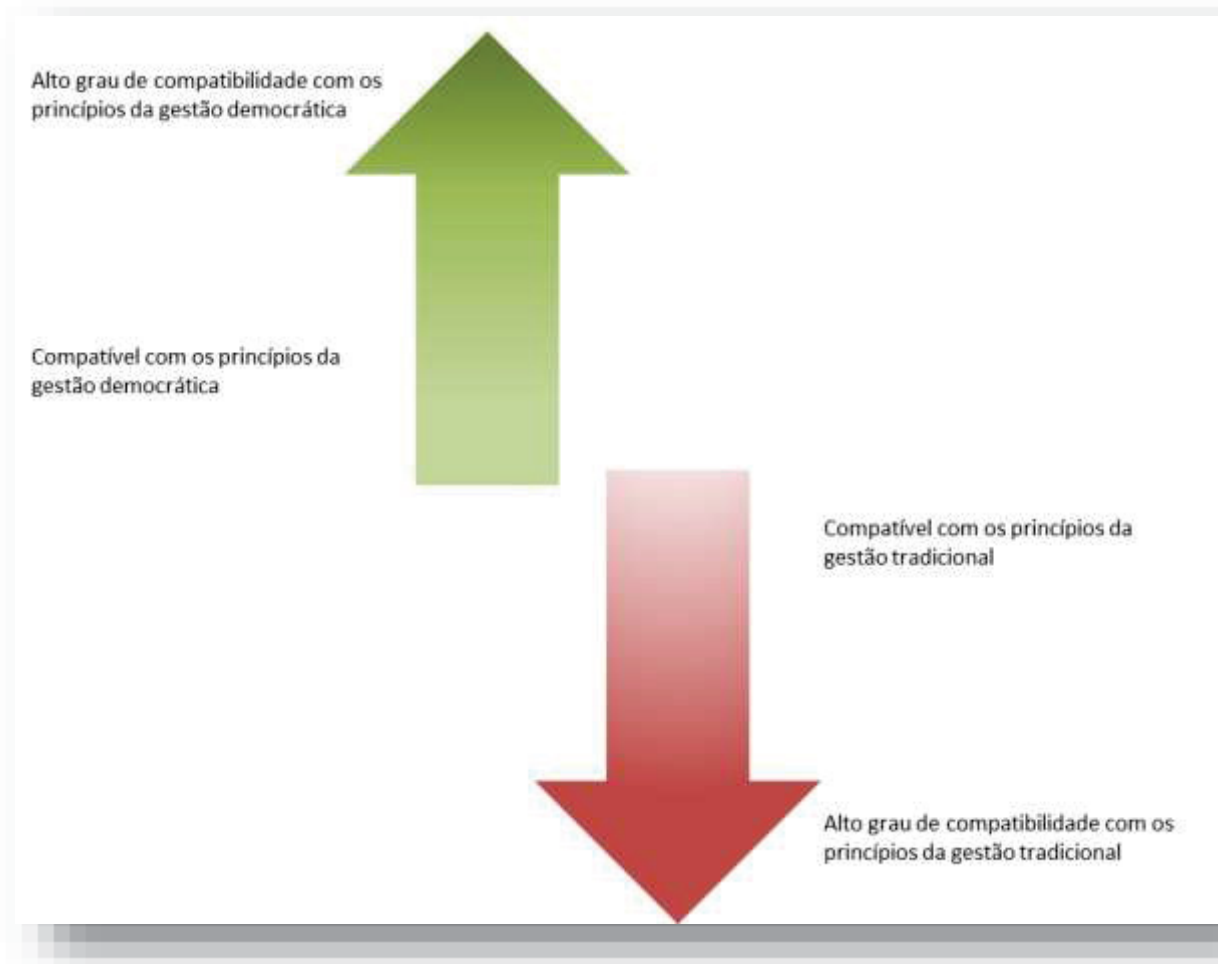 Alto grau de compatibilidade com os
princípios da gestão democrática
Compatível com os princípios da
gestão democrática
Compatível com os princípios da
gestão tradicional
Alto grau de compatibilidade com os
princípios da gestão tradicional